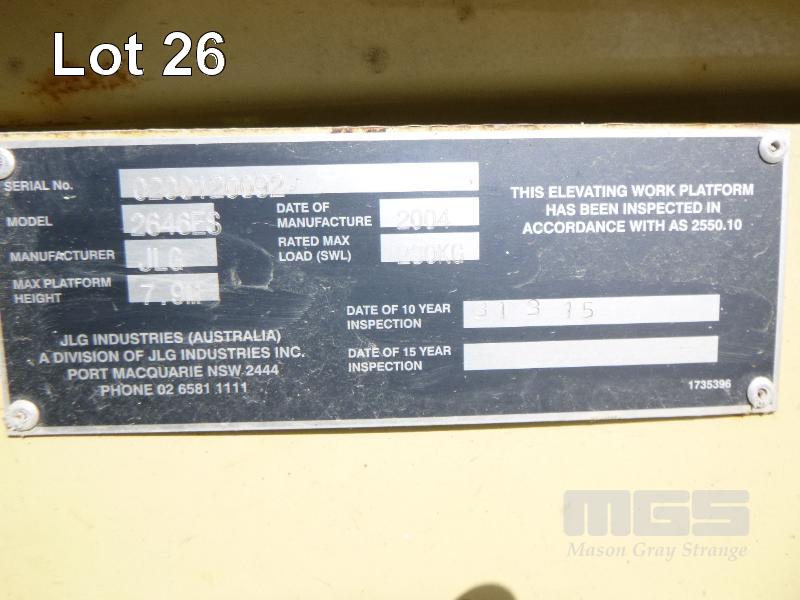 Lot 26
SERIAL No. 0200120092
MODEL 2646ES
DATE OF MANUFACTURE 2004
MANUFACTURER JLG
RATED MAX LOAD (SWL) 230KG
MAX PLATFORM HEIGHT 7.9M
THIS ELEVATING WORK PLATFORM
HAS BEEN INSPECTED IN
ACCORDANCE WITH AS 2550.10
DATE OF 10 YEAR INSPECTION 31 3 15
DATE OF 15 YEAR INSPECTION
JLG INDUSTRIES (AUSTRALIA)
A DIVISION OF JLG INDUSTRIES INC.
PORT MACQUARIE NSW 2444
PHONE 02 6581 1111
1735396
MGS
Mason Gray Strange